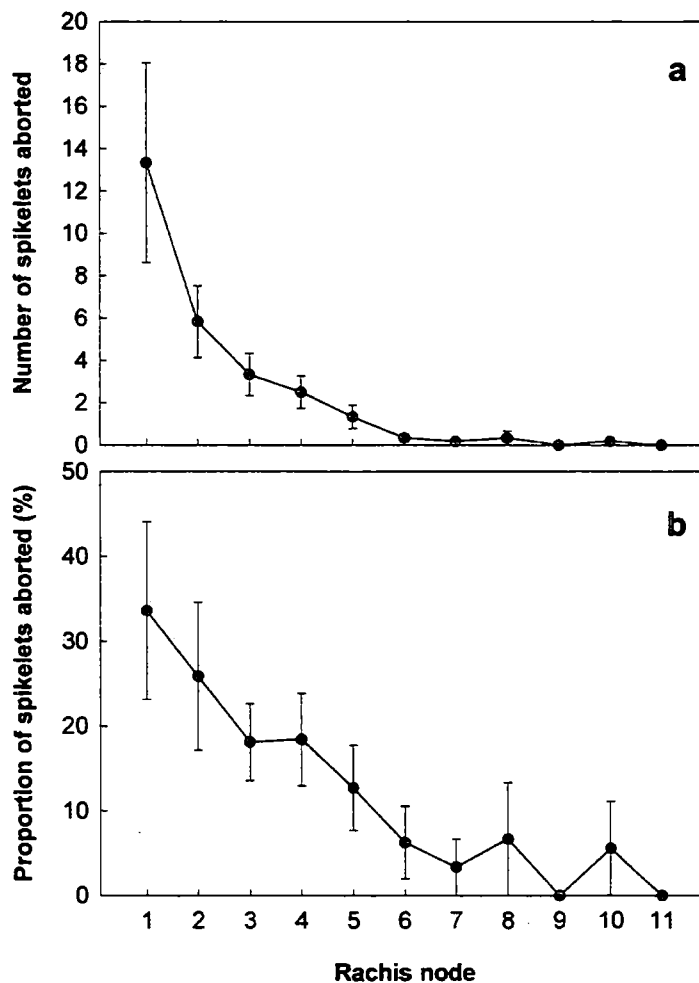 20
18
16
14
12
10
8
6
4
2
0
Number of spikelets aborted
a
50
40
30
20
10
0
Proportion of spikelets aborted (%)
b
1 2 3 4 5 6 7 8 9 10 11
Rachis node